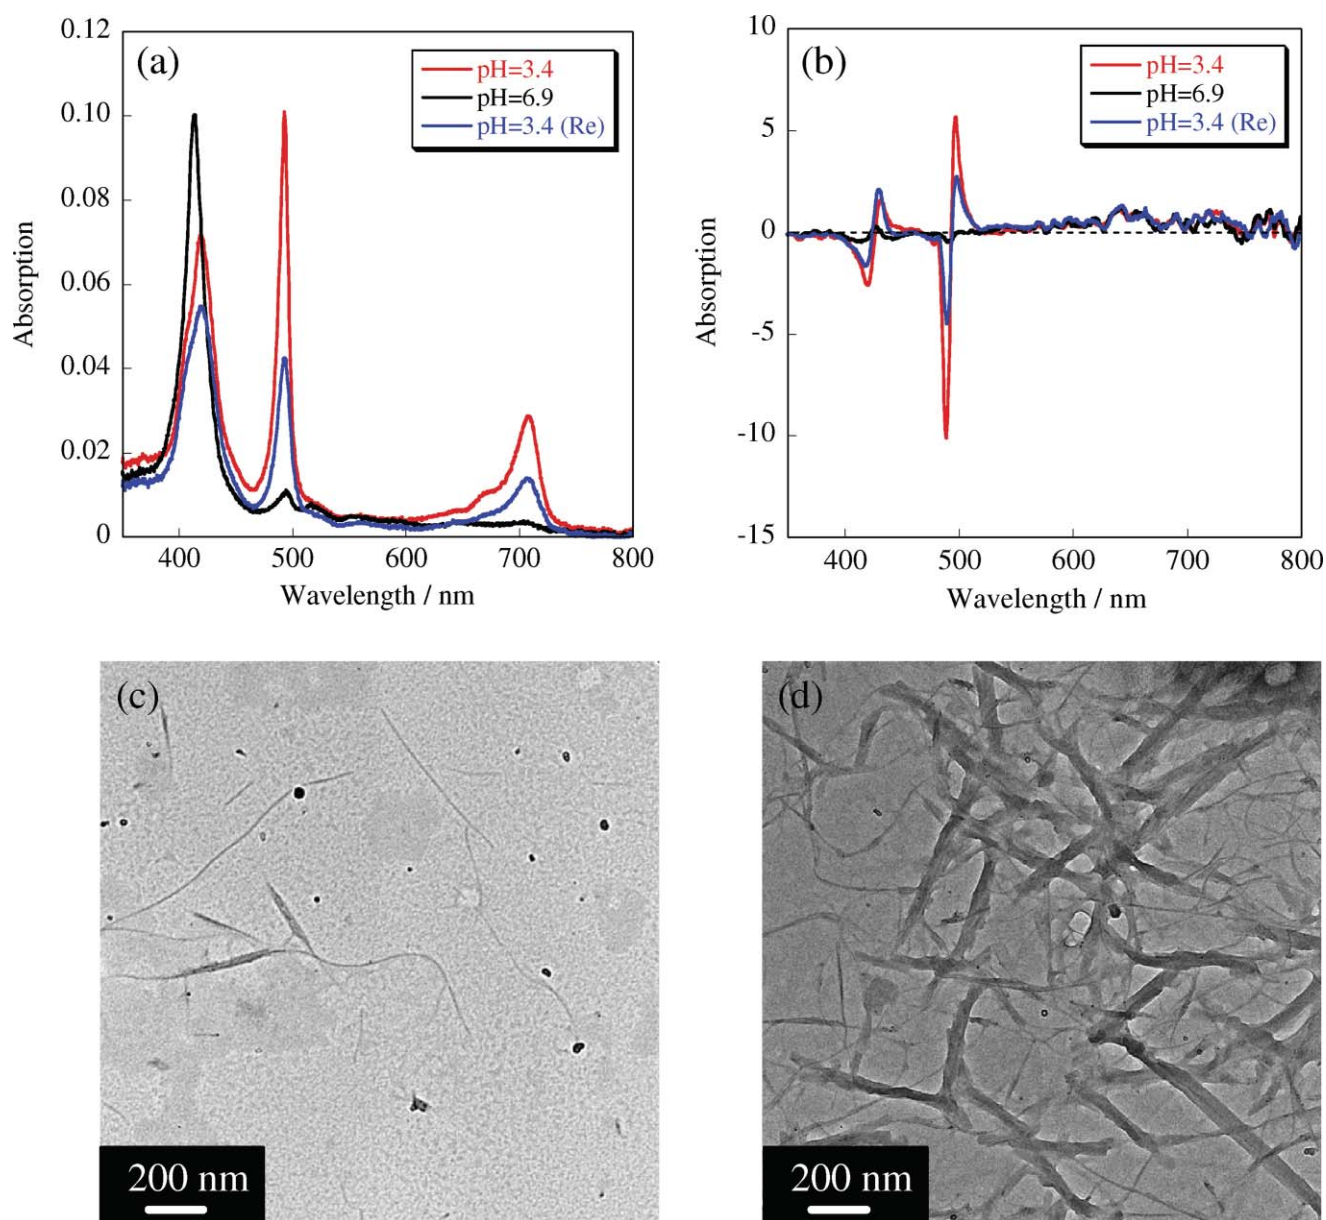 (a)
0.12
0.10
0.08
0.06
0.04
0.02
0
Absorption
pH=3.4
pH=6.9
pH=3.4 (Re)
400
500
600
700
800
Wavelength / nm
(b)
10
5
0
-5
-10
-15
Absorption
pH=3.4
pH=6.9
pH=3.4 (Re)
400
500
600
700
800
Wavelength / nm
(c)
200 nm
(d)
200 nm